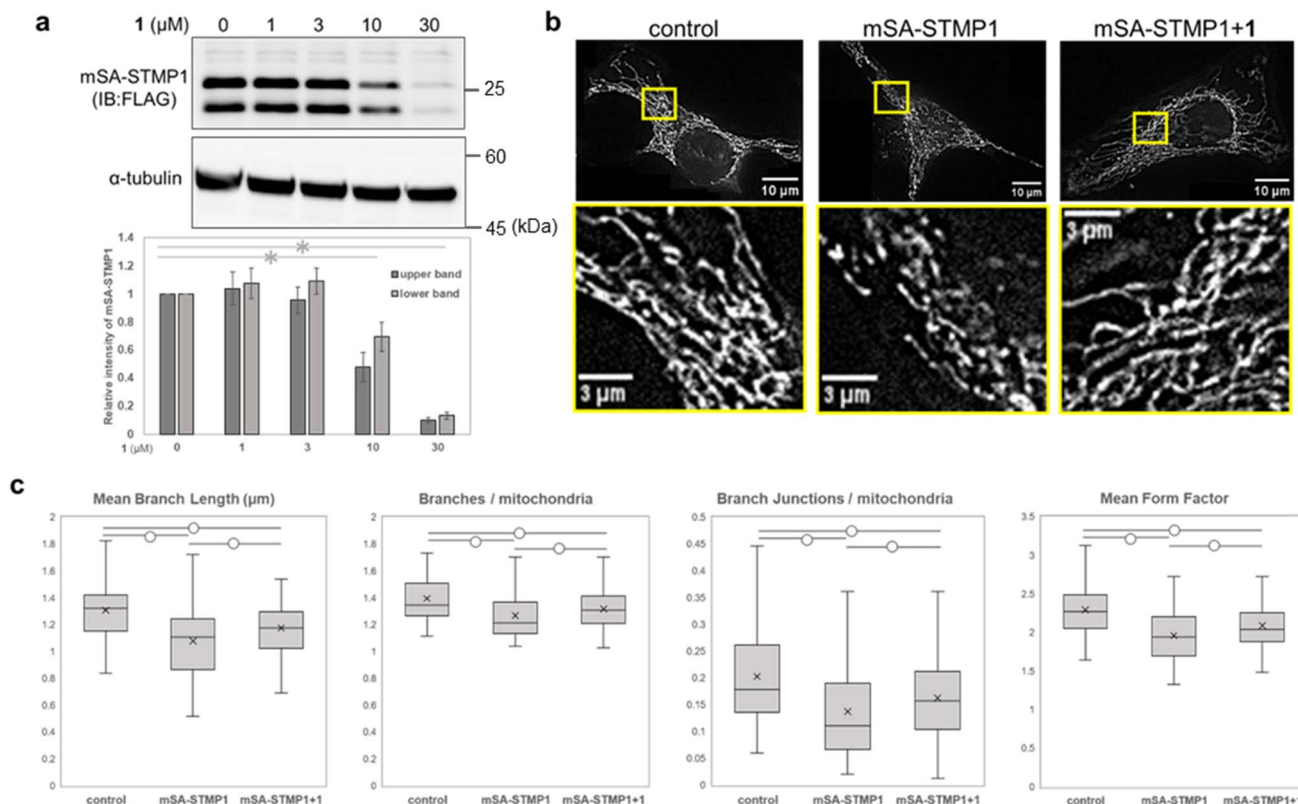 a
1 (μM) 0 1 3 10 30
mSA-STMP1
(IB:FLAG)
25
60
α-tubulin
45 (kDa)
Relative intensity of mSA-STMP1
1.4
1.2
1
0.8
0.6
0.4
0.2
0
* 
*
upper band
lower band
1 (μM) 0 1 3 10 30
b
control mSA-STMP1 mSA-STMP1+1
10 μm 10 μm 10 μm
3 μm 3 μm 3 μm
c
Mean Branch Length (μm)
2
1.8
1.6
1.4
1.2
1
0.8
0.6
0.4
0.2
0
control mSA-STMP1 mSA-STMP1+1
Branches / mitochondria
2
1.8
1.6
1.4
1.2
1
0.8
0.6
0.4
0.2
0
control mSA-STMP1 mSA-STMP1+1
Branch Junctions / mitochondria
0.5
0.45
0.4
0.35
0.3
0.25
0.2
0.15
0.1
0.05
0
control mSA-STMP1 mSA-STMP1+1
Mean Form Factor
3.5
3
2.5
2
1.5
1
0.5
0
control mSA-STMP1 mSA-STMP1+1